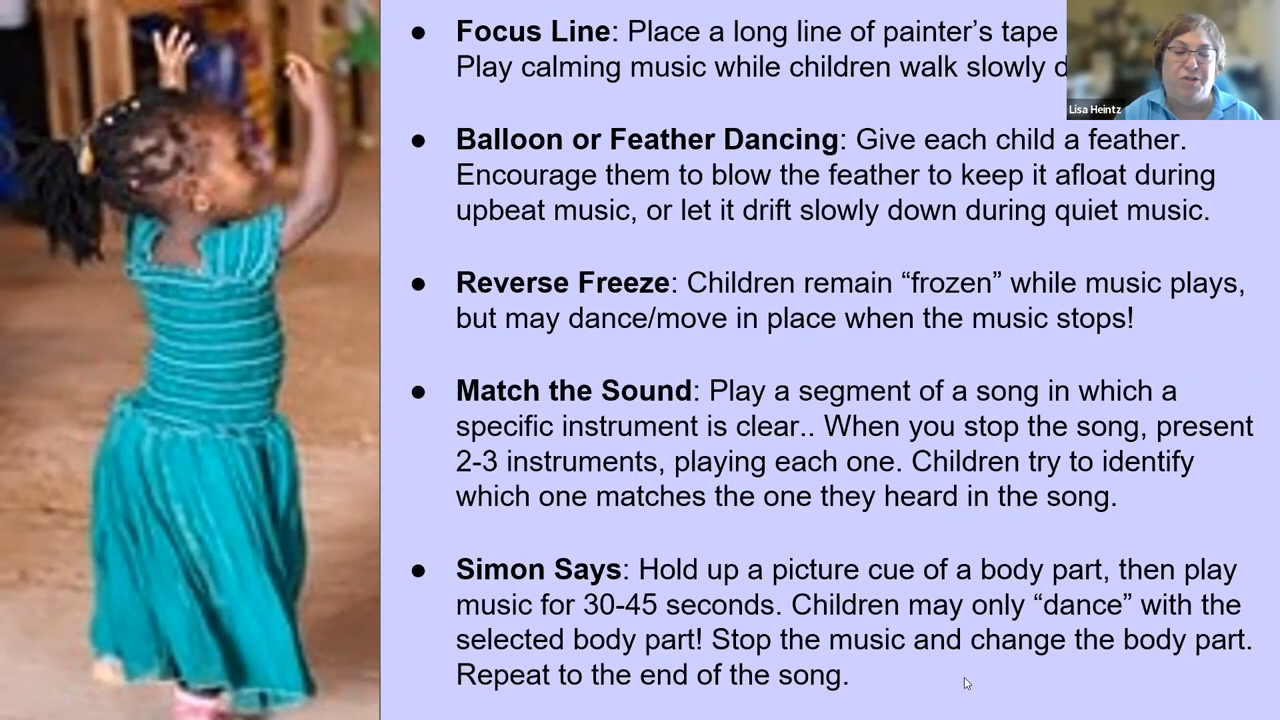 ● Focus Line: Place a long line of painter’s tape
Play calming music while children walk slowly
Lisa Heintz
● Balloon or Feather Dancing: Give each child a feather.
Encourage them to blow the feather to keep it afloat during
upbeat music, or let it drift slowly down during quiet music.
● Reverse Freeze: Children remain “frozen” while music plays,
but may dance/move in place when the music stops!
● Match the Sound: Play a segment of a song in which a
specific instrument is clear.. When you stop the song, present
2-3 instruments, playing each one. Children try to identify
which one matches the one they heard in the song.
● Simon Says: Hold up a picture cue of a body part, then play
music for 30-45 seconds. Children may only “dance” with the
selected body part! Stop the music and change the body part.
Repeat to the end of the song.